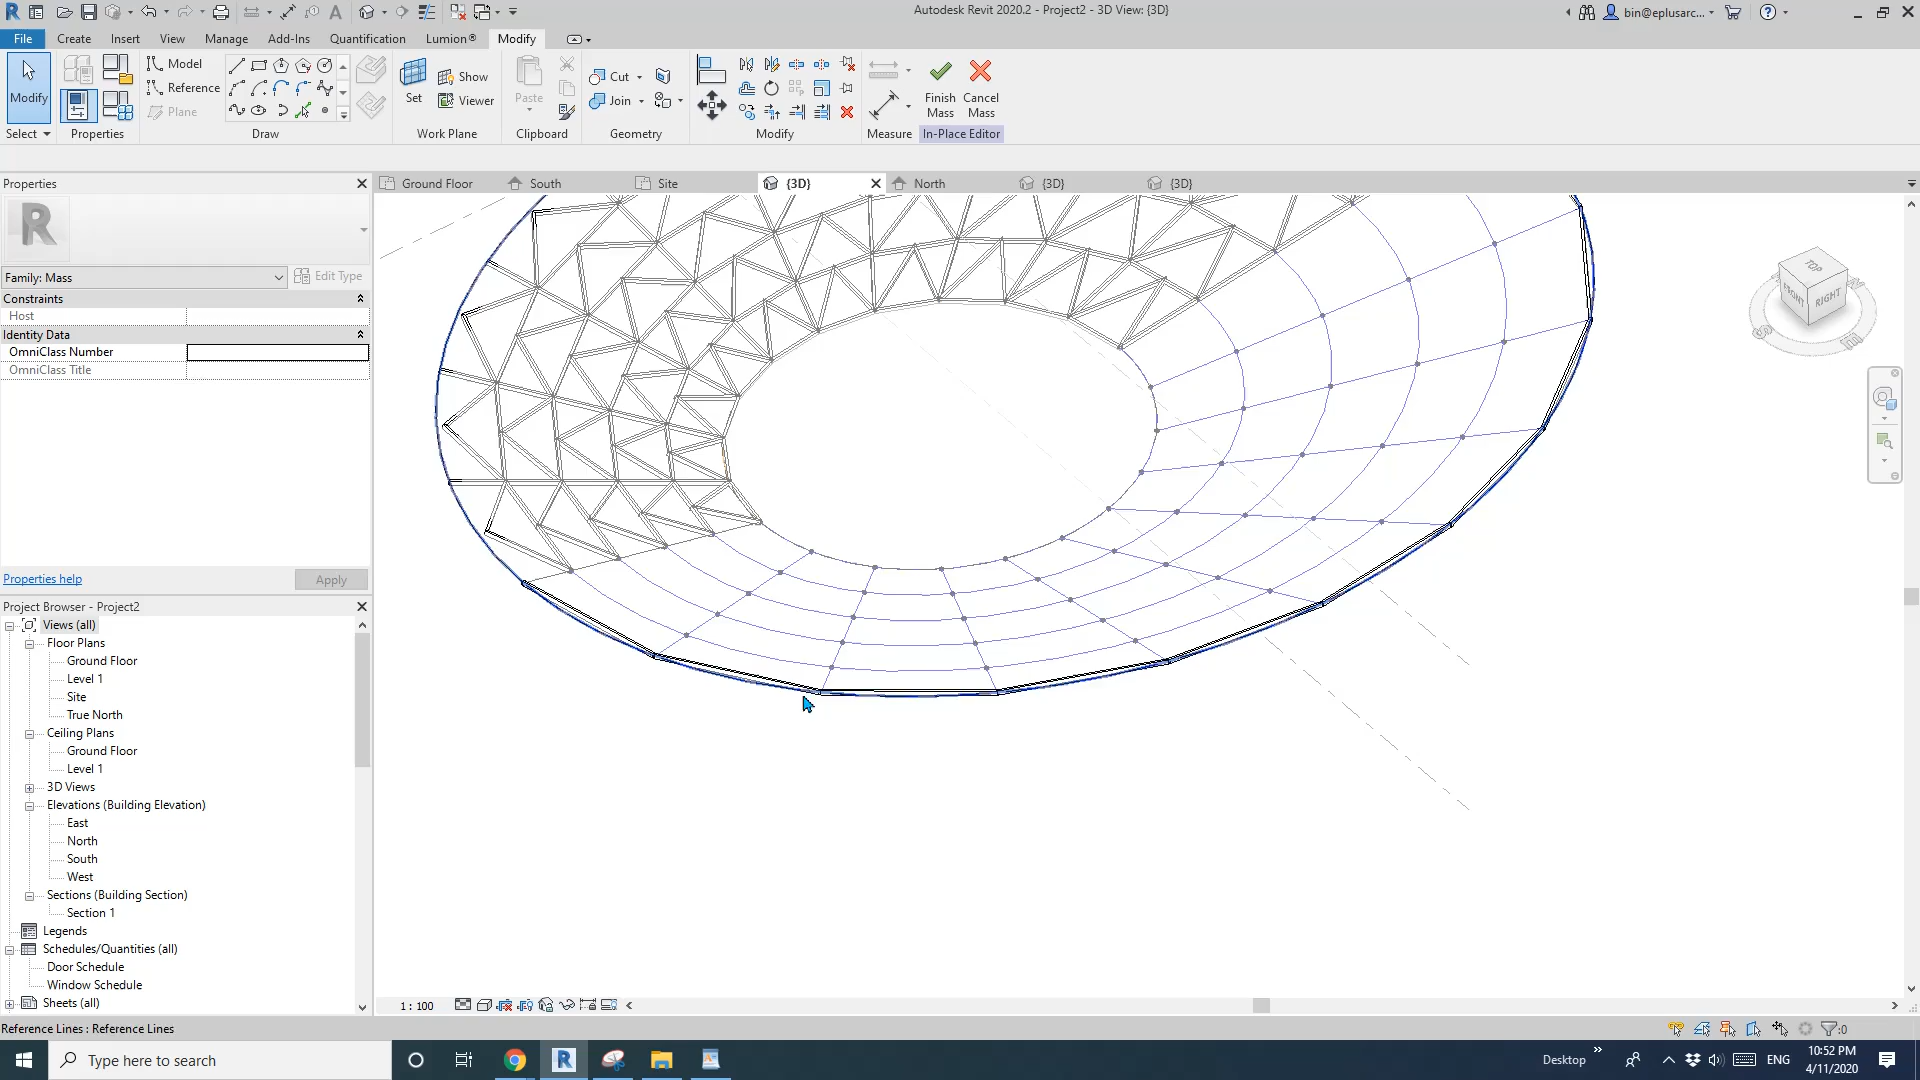 Autodesk Revit 2020.2 - Project2 - 3D View: {3D}
bin@eplusarc...
File Create Insert View Manage Add-Ins Quantification Lumion® Modify
Modify
Select
Properties
Model
Reference
Plane
Draw
Set
Show
Viewer
Work Plane
Paste
Clipboard
Cut
Join
Geometry
Modify
Measure
Finish Mass
Cancel Mass
In-Place Editor
Properties
Ground Floor South Site {3D} North {3D} {3D}
Family: Mass
Edit Type
Constraints
Host
Identity Data
OmniClass Number
OmniClass Title
TOP
FRONT
RIGHT
Properties help
Apply
Project Browser - Project2
Views (all)
Floor Plans
Ground Floor
Level 1
Site
True North
Ceiling Plans
Ground Floor
Level 1
3D Views
Elevations (Building Elevation)
East
North
South
West
Sections (Building Section)
Section 1
Legends
Schedules/Quantities (all)
Door Schedule
Window Schedule
Sheets (all)
1 : 100
Reference Lines : Reference Lines
:0
Type here to search
Desktop
ENG
10:52 PM
4/11/2020